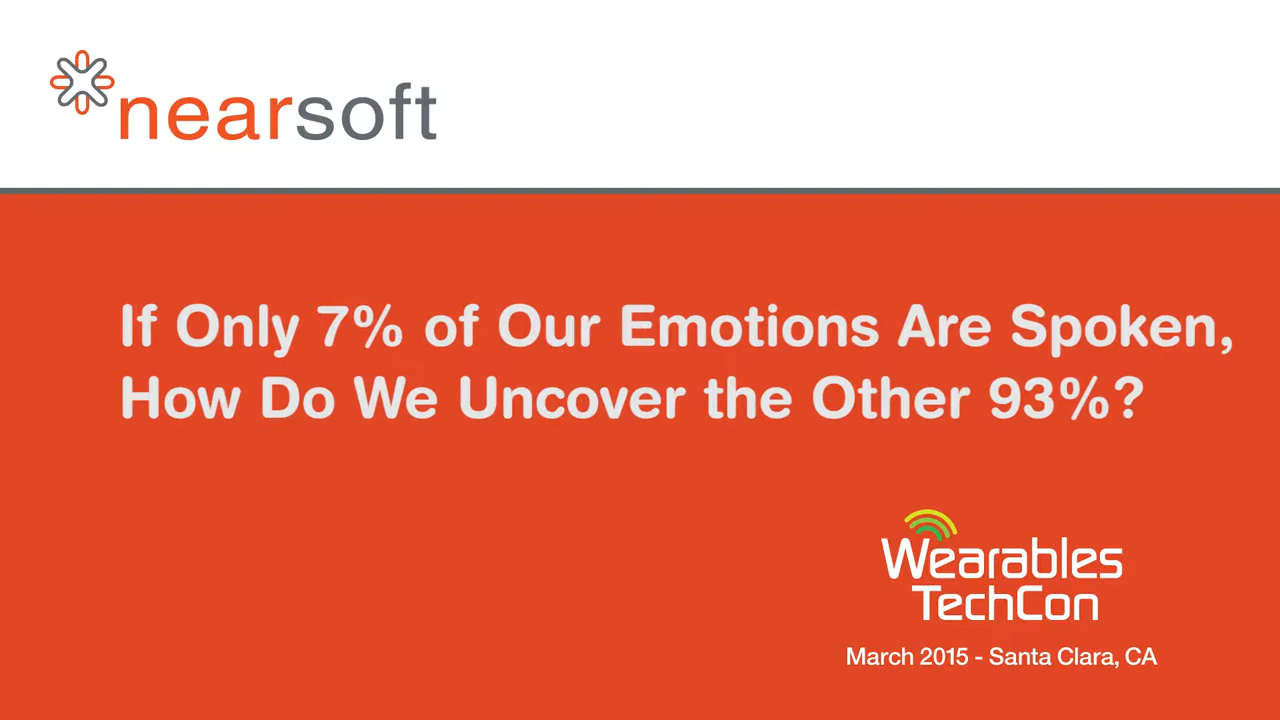 nearsoft
If Only 7% of Our Emotions Are Spoken,
How Do We Uncover the Other 93%?
Wearables
TechCon
March 2015 - Santa Clara, CA